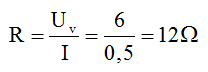 R = U_v / I = 6 / 0,5 = 12Ω